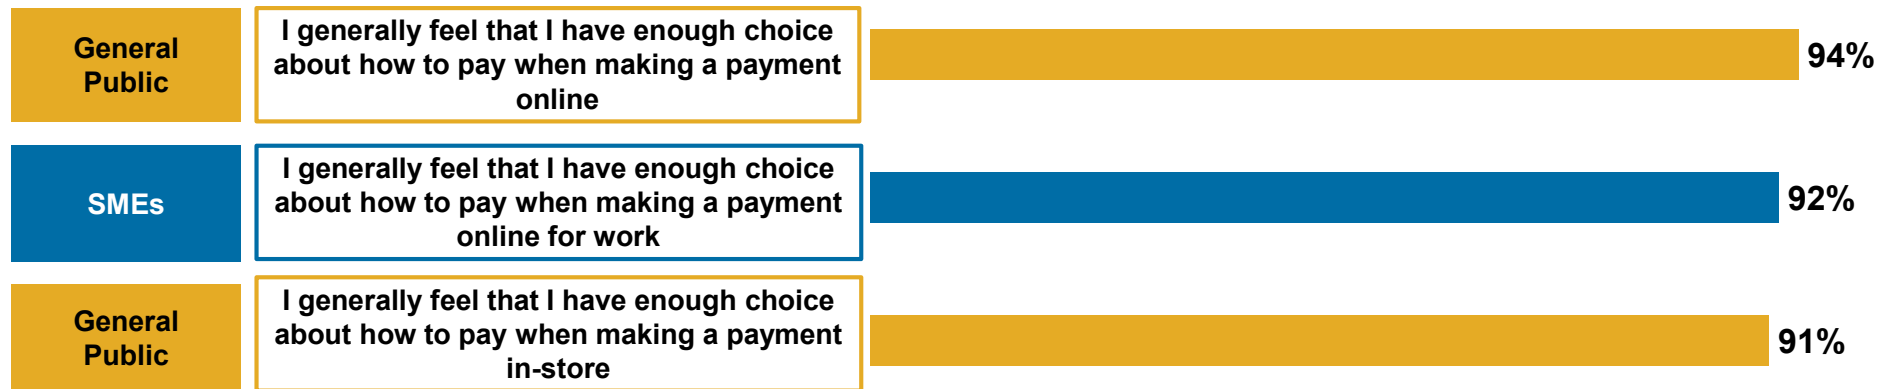 General
Public
I generally feel that I have enough choice
about how to pay when making a payment
online
94%
SMEs
I generally feel that I have enough choice
about how to pay when making a payment
online for work
92%
General
Public
I generally feel that I have enough choice
about how to pay when making a payment
in-store
91%